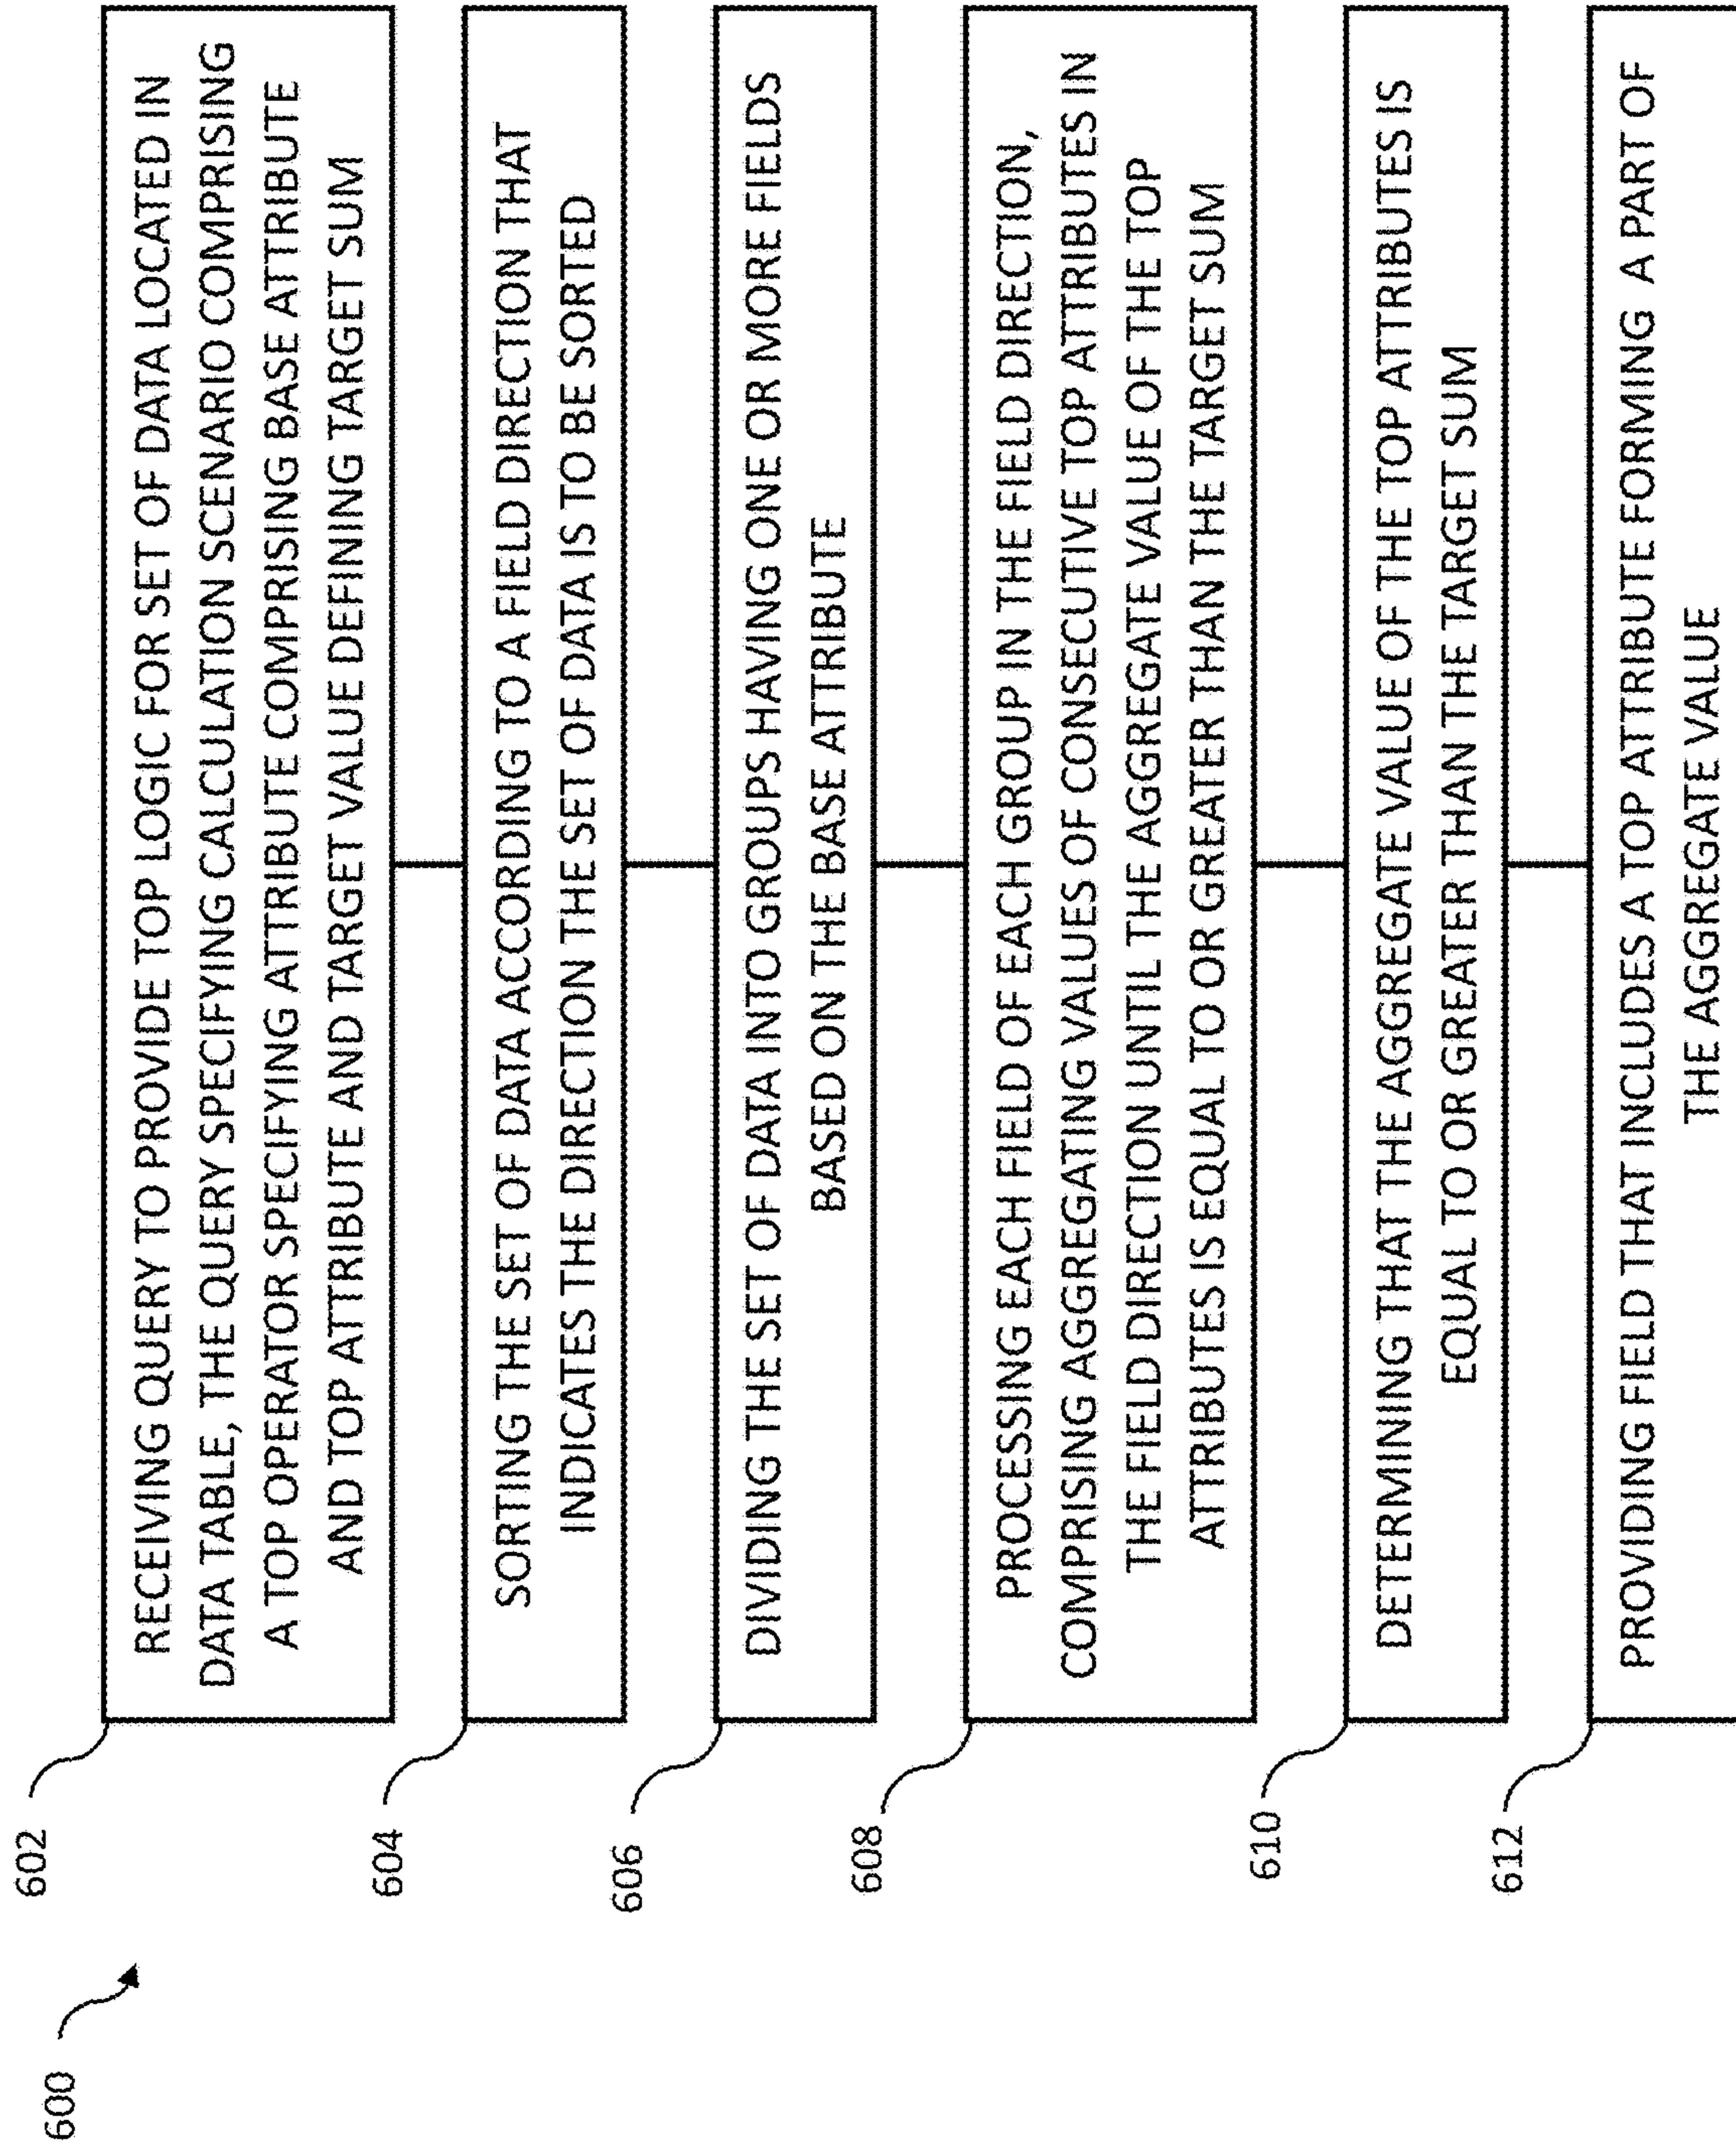 600
602
RECEIVING QUERY TO PROVIDE TOP LOGIC FOR SET OF DATA LOCATED IN
DATA TABLE, THE QUERY SPECIFYING CALCULATION SCENARIO COMPRISING
A TOP OPERATOR SPECIFYING ATTRIBUTE COMPRISING BASE ATTRIBUTE
AND TOP ATTRIBUTE AND TARGET VALUE DEFINING TARGET SUM
604
SORTING THE SET OF DATA ACCORDING TO A FIELD DIRECTION THAT
INDICATES THE DIRECTION THE SET OF DATA IS TO BE SORTED
606
DIVIDING THE SET OF DATA INTO GROUPS HAVING ONE OR MORE FIELDS
BASED ON THE BASE ATTRIBUTE
608
PROCESSING EACH FIELD OF EACH GROUP IN THE FIELD DIRECTION,
COMPRISING AGGREGATING VALUES OF CONSECUTIVE TOP ATTRIBUTES IN
THE FIELD DIRECTION UNTIL THE AGGREGATE VALUE OF THE TOP
ATTRIBUTES IS EQUAL TO OR GREATER THAN THE TARGET SUM
610
DETERMINING THAT THE AGGREGATE VALUE OF THE TOP ATTRIBUTES IS
EQUAL TO OR GREATER THAN THE TARGET SUM
612
PROVIDING FIELD THAT INCLUDES A TOP ATTRIBUTE FORMING A PART OF
THE AGGREGATE VALUE